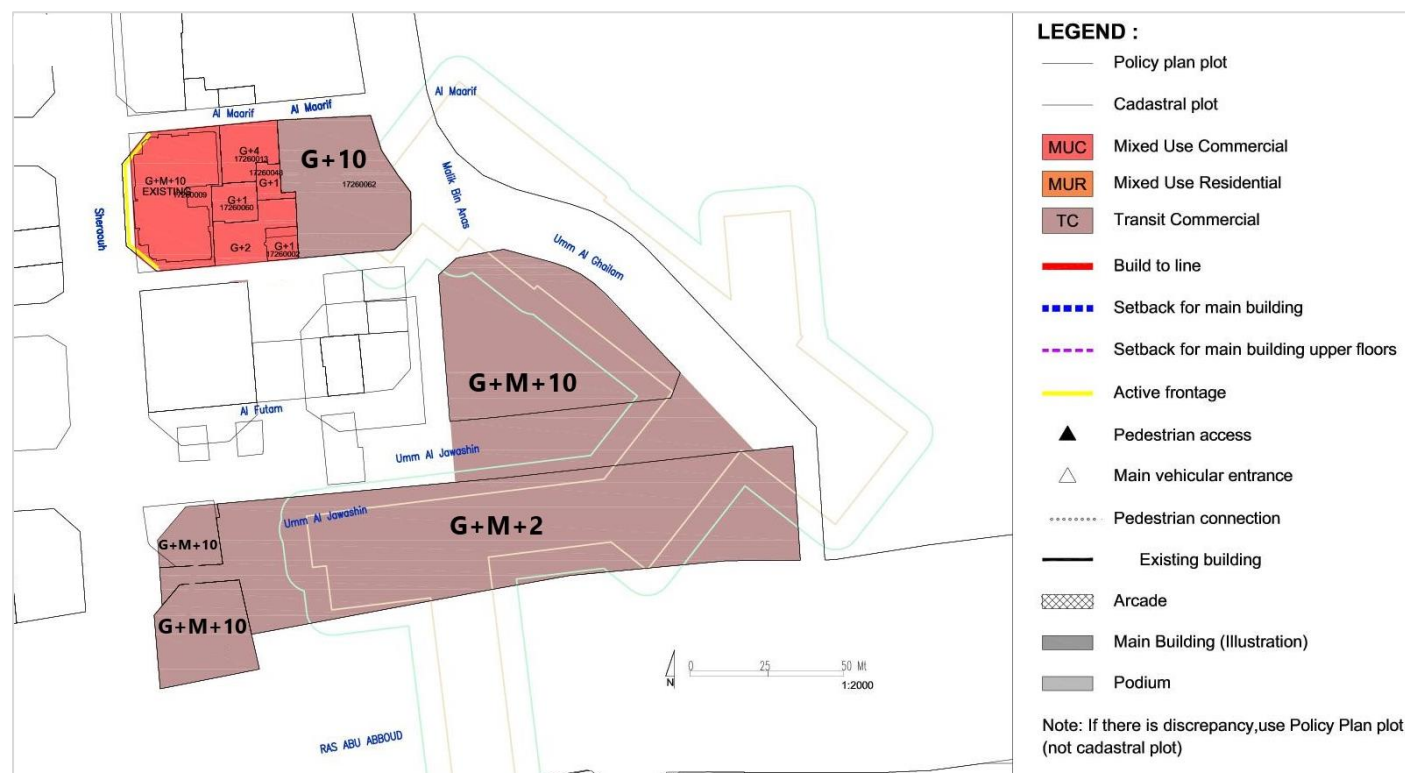 Al Maarif
Al Maarif
Al Maarif
G+10
17260062
G+4
17260013
17260043
G+1
G+M+10
EXISTING
17260009
G+1
17260060
G+2
G+1
17260002
Sheraouh
Malik Bin Anas
Umm Al Ghailam
G+M+10
Al Futam
Umm Al Jawashin
Umm Al Jawashin
G+M+2
G+M+10
G+M+10
N
0 25 50 Mt
1:2000
RAS ABU ABBOUD
LEGEND :
Policy plan plot
Cadastral plot
MUC Mixed Use Commercial
MUR Mixed Use Residential
TC Transit Commercial
Build to line
Setback for main building
Setback for main building upper floors
Active frontage
Pedestrian access
Main vehicular entrance
Pedestrian connection
Existing building
Arcade
Main Building (Illustration)
Podium
Note: If there is discrepancy,use Policy Plan plot
(not cadastral plot)